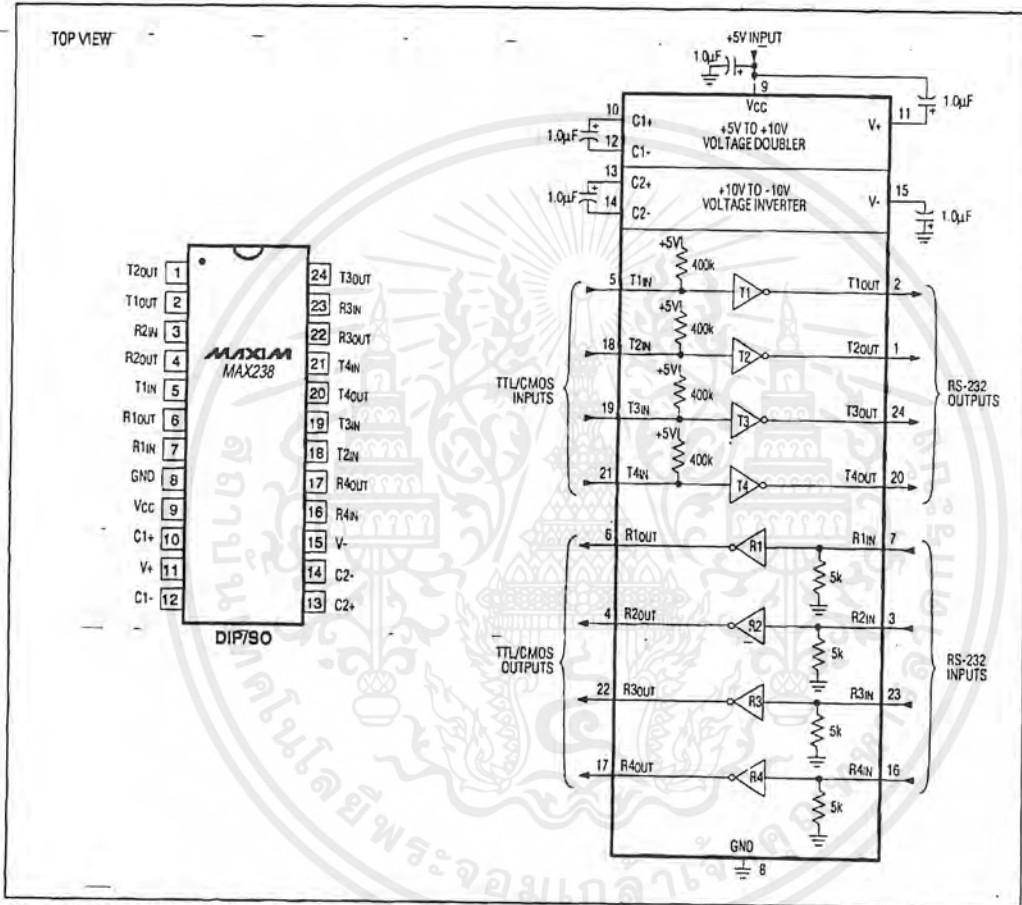 TOP VIEW
T2OUT 1
T1OUT 2
R2IN 3
R2OUT 4
T1IN 5
R1OUT 6
R1IN 7
GND 8
VCC 9
C1+ 10
V+ 11
C1- 12
MAXIM
MAX238
24 T3OUT
23 R3IN
22 R3OUT
21 T4IN
20 T4OUT
19 T3IN
18 T2IN
17 R4OUT
16 R4IN
15 V-
14 C2-
13 C2+
DIP/SO
+5V INPUT
1.0µF
9
VCC
1.0µF
10 C1+
1.0µF
12 C1-
+5V TO +10V
VOLTAGE DOUBLER
V+ 11
13 C2+
1.0µF
14 C2-
+10V TO -10V
VOLTAGE INVERTER
V- 15
1.0µF
+5V
400k
5 T1IN T1 T1OUT 2
+5V
400k
18 T2IN T2 T2OUT 1
+5V
400k
19 T3IN T3 T3OUT 24
+5V
400k
21 T4IN T4 T4OUT 20
TTL/CMOS
INPUTS
RS-232
OUTPUTS
6 R1OUT R1 R1IN 7
5k
4 R2OUT R2 R2IN 3
5k
22 R3OUT R3 R3IN 23
5k
17 R4OUT R4 R4IN 16
5k
TTL/CMOS
OUTPUTS
RS-232
INPUTS
GND
8